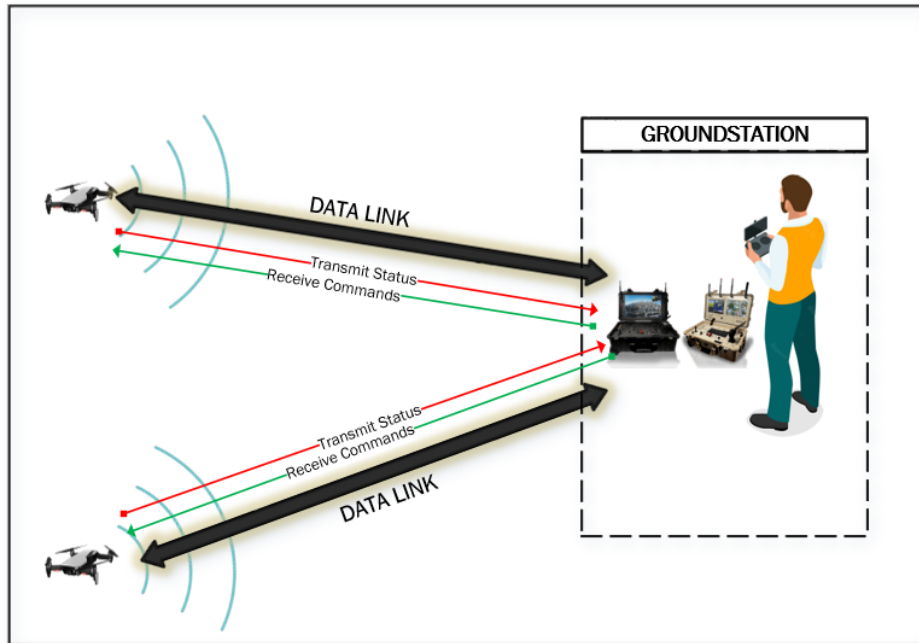 GROUNDSTATION
DATA LINK
Transmit Status
Receive Commands
Transmit Status
Receive Commands
DATA LINK